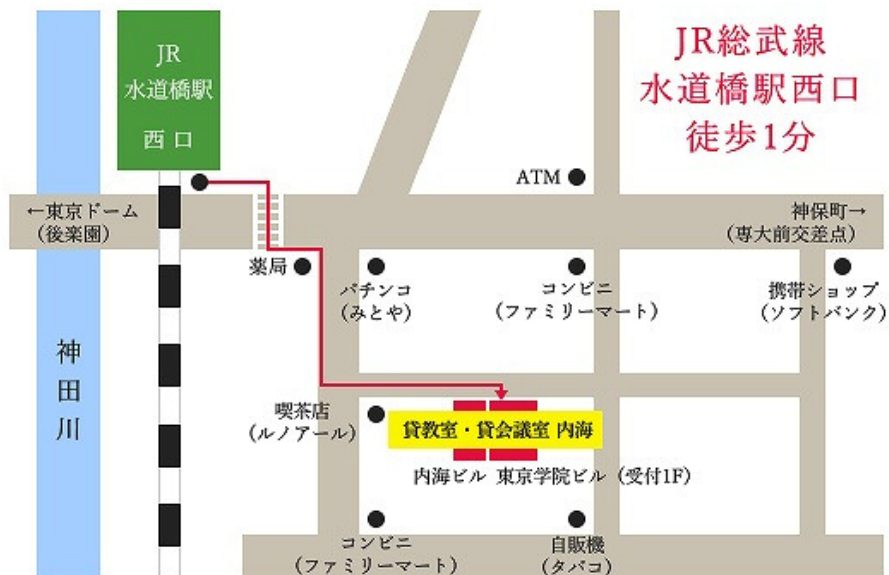 JR
水道橋駅
西口
JR総武線
水道橋駅西口
徒歩1分
ATM
←東京ドーム
(後楽園)
神保町→
(専大前交差点)
薬局
パチンコ
(みとや)
コンビニ
(ファミリーマート)
携帯ショップ
(ソフトバンク)
神田川
喫茶店
(ルノアール)
貸教室・貸会議室 内海
内海ビル 東京学院ビル (受付1F)
コンビニ
(ファミリーマート)
自販機
(タバコ)